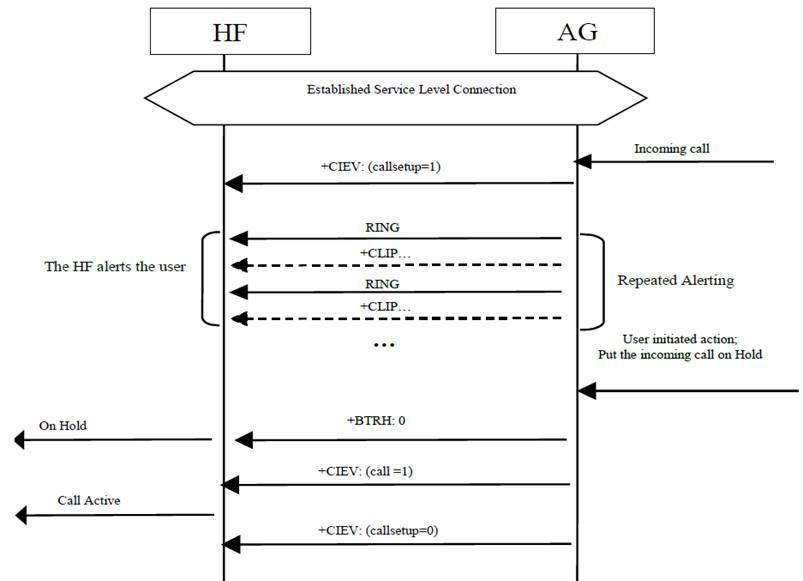 HF
AG
Established Service Level Connection
Incoming call
+CIEV: (callsetup=1)
RING
+CLIP…
The HF alerts the user
RING
Repeated Alerting
+CLIP…
…
User initiated action;
Put the incoming call on Hold
On Hold
+BTRH: 0
+CIEV: (call =1)
Call Active
+CIEV: (callsetup=0)